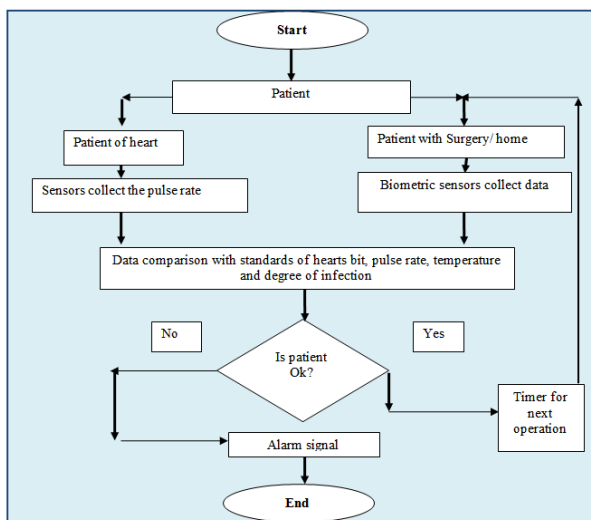 Start
Patient
Patient of heart
Patient with Surgery/ home
Sensors collect the pulse rate
Biometric sensors collect data
Data comparison with standards of hearts bit, pulse rate, temperature
and degree of infection
No
Yes
Is patient
Ok?
Timer for
next
operation
Alarm signal
End